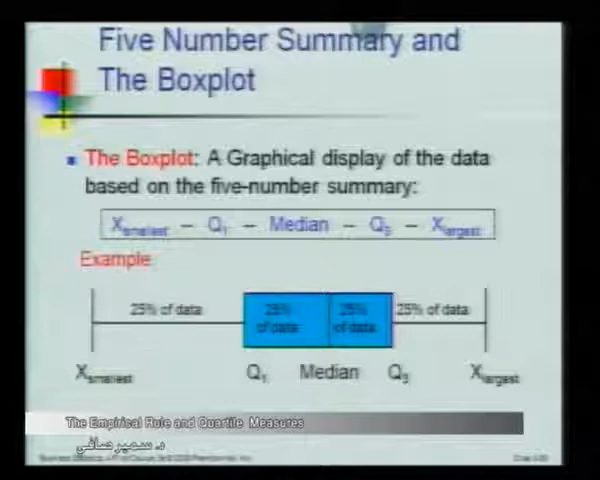 Five Number Summary and
The Boxplot
The Boxplot: A Graphical display of the data
based on the five-number summary:
Xsmallest – Q1 – Median – Q3 – Xlargest
Example:
25% of data 25% of data 25% of data 25% of data
Xsmallest Q1 Median Q3 Xlargest
The Empirical Rule and Quartile Measures
د. سمير صافي